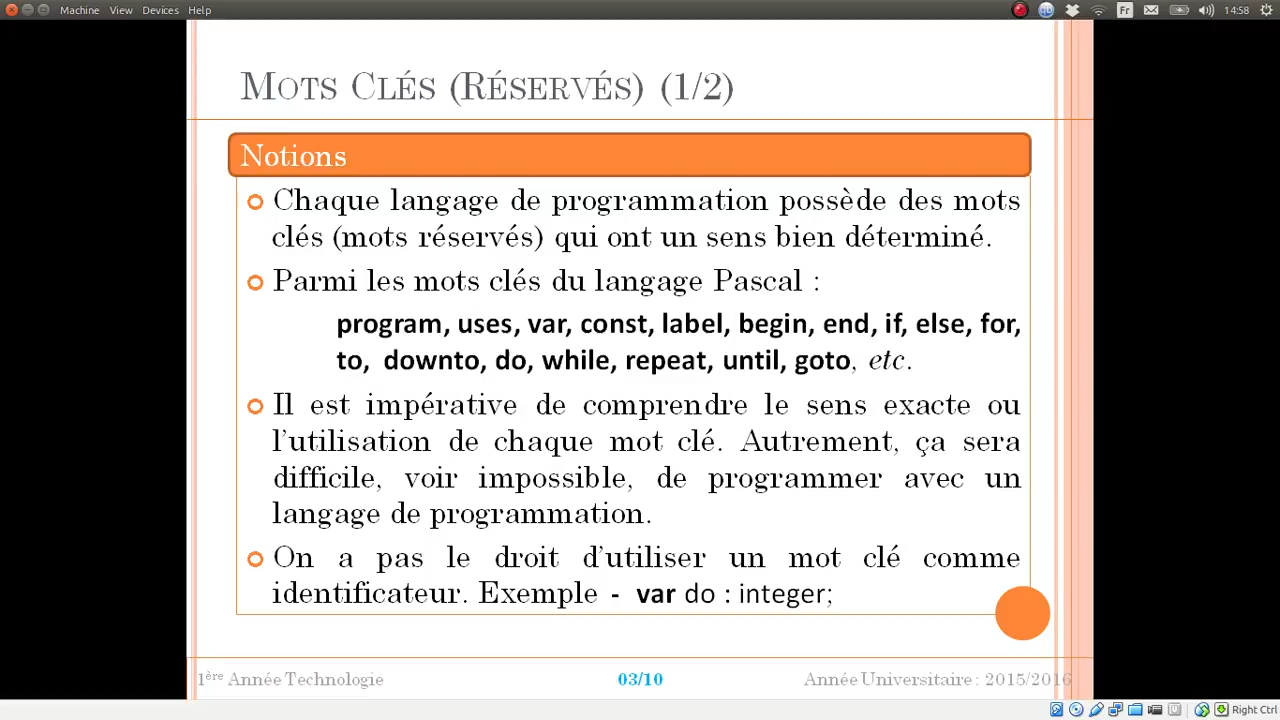 Machine View Devices Help Fr 14:58
Mots Clés (Réservés) (1/2)
Notions
Chaque langage de programmation possède des mots
clés (mots réservés) qui ont un sens bien déterminé.
Parmi les mots clés du langage Pascal :
program, uses, var, const, label, begin, end, if, else, for,
to, downto, do, while, repeat, until, goto, etc.
Il est impérative de comprendre le sens exacte ou
l'utilisation de chaque mot clé. Autrement, ça sera
difficile, voir impossible, de programmer avec un
langage de programmation.
On a pas le droit d'utiliser un mot clé comme
identificateur. Exemple - var do : integer;
1ère Année Technologie 03/10 Année Universitaire : 2015/2016
Right Ctrl